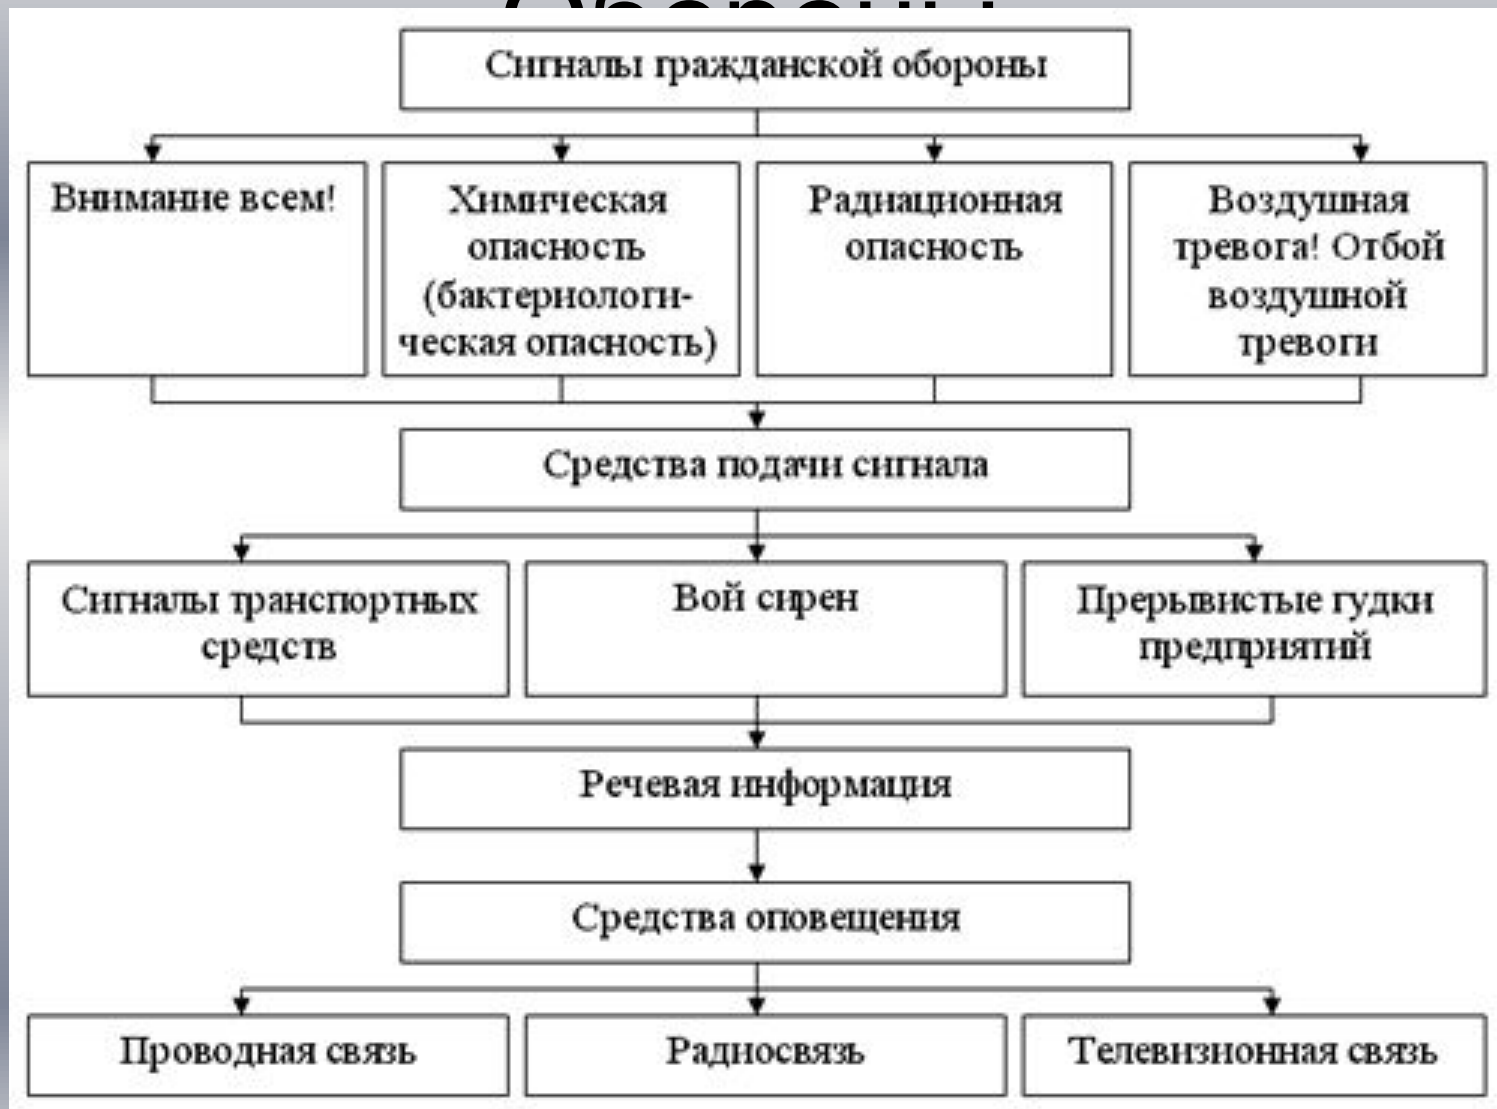 Сигналы гражданской обороны
Внимание всем!
Химическая
опасность
(бактериологи-
ческая опасность)
Радиационная
опасность
Воздушная
тревога! Отбой
воздушной
тревоги
Средства подачи сигнала
Сигналы транспортных
средств
Вой сирен
Прерывистые гудки
предприятий
Речевая информация
Средства оповещения
Проводная связь
Радиосвязь
Телевизионная связь